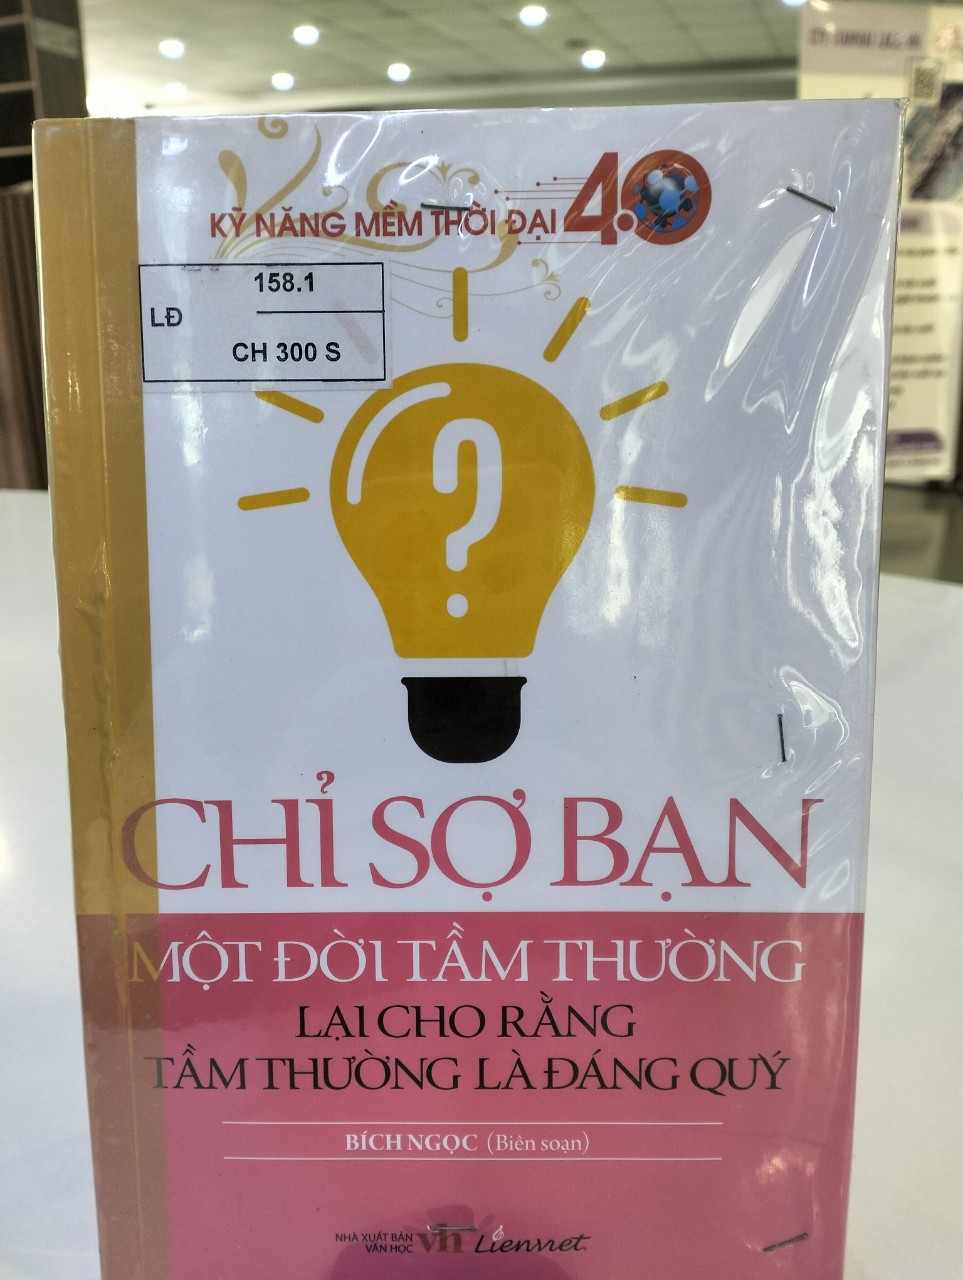 KỸ NĂNG MỀM THỜI ĐẠI 4.0
158.1
LĐ
CH 300 S
?
CHỈ SỢ BẠN
MỘT ĐỜI TẦM THƯỜNG
LẠI CHO RẰNG
TẦM THƯỜNG LÀ ĐÁNG QUÝ
BÍCH NGỌC (Biên soạn)
NHÀ XUẤT BẢN
VĂN HỌC
vh Lienviet